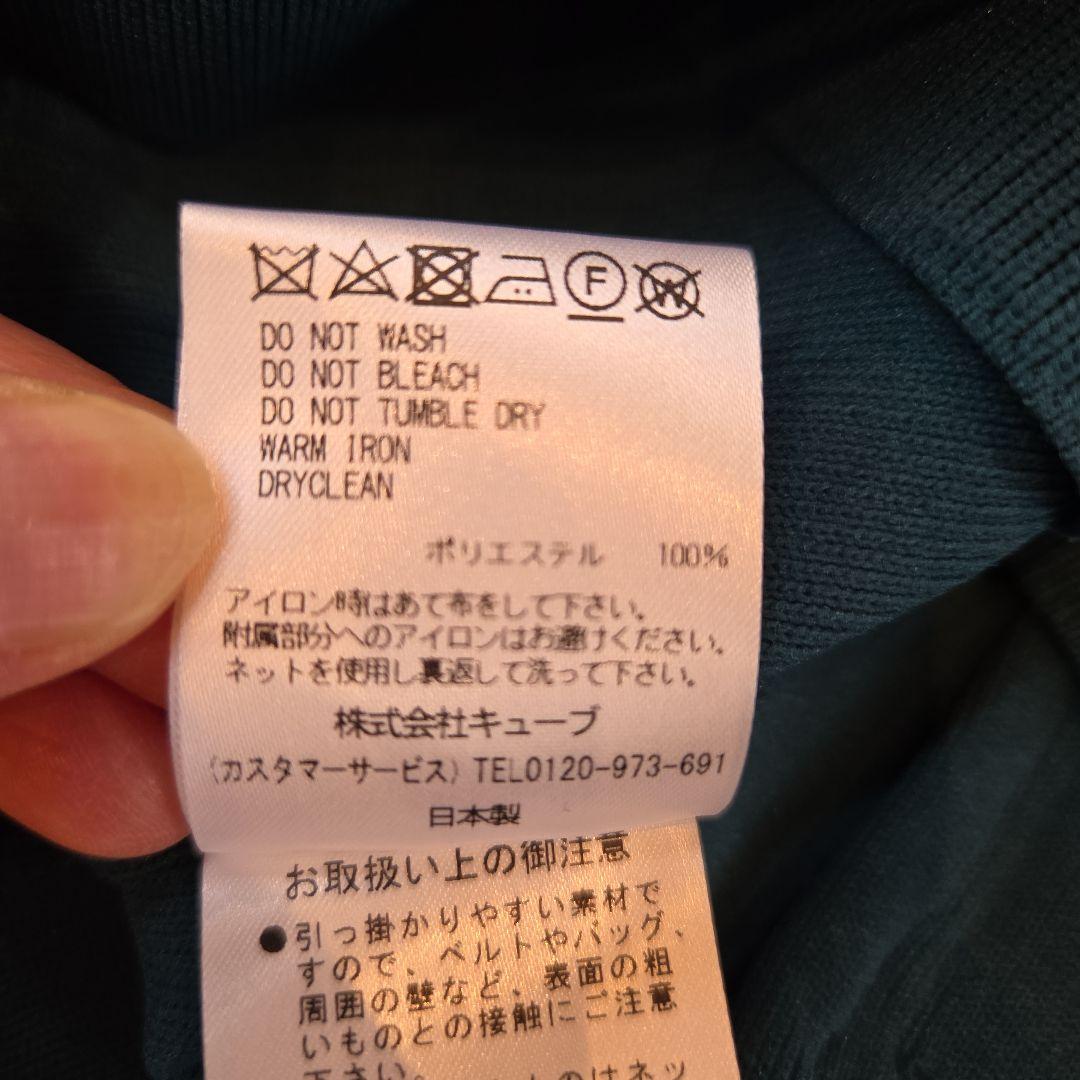 F W
DO NOT WASH
DO NOT BLEACH
DO NOT TUMBLE DRY
WARM IRON
DRYCLEAN
ポリエステル 100%
アイロン時はあて布をして下さい。
附属部分へのアイロンはお避けください。
ネットを使用し裏返して洗って下さい。
株式会社キューブ
(カスタマーサービス) TEL0120-973-691
日本製
お取扱い上の御注意
●引っ掛かりやすい素材で
すので、ベルトやバッグ、
周囲の壁など、表面の粗
いものとの接触にご注意
下さい。 のはネッ